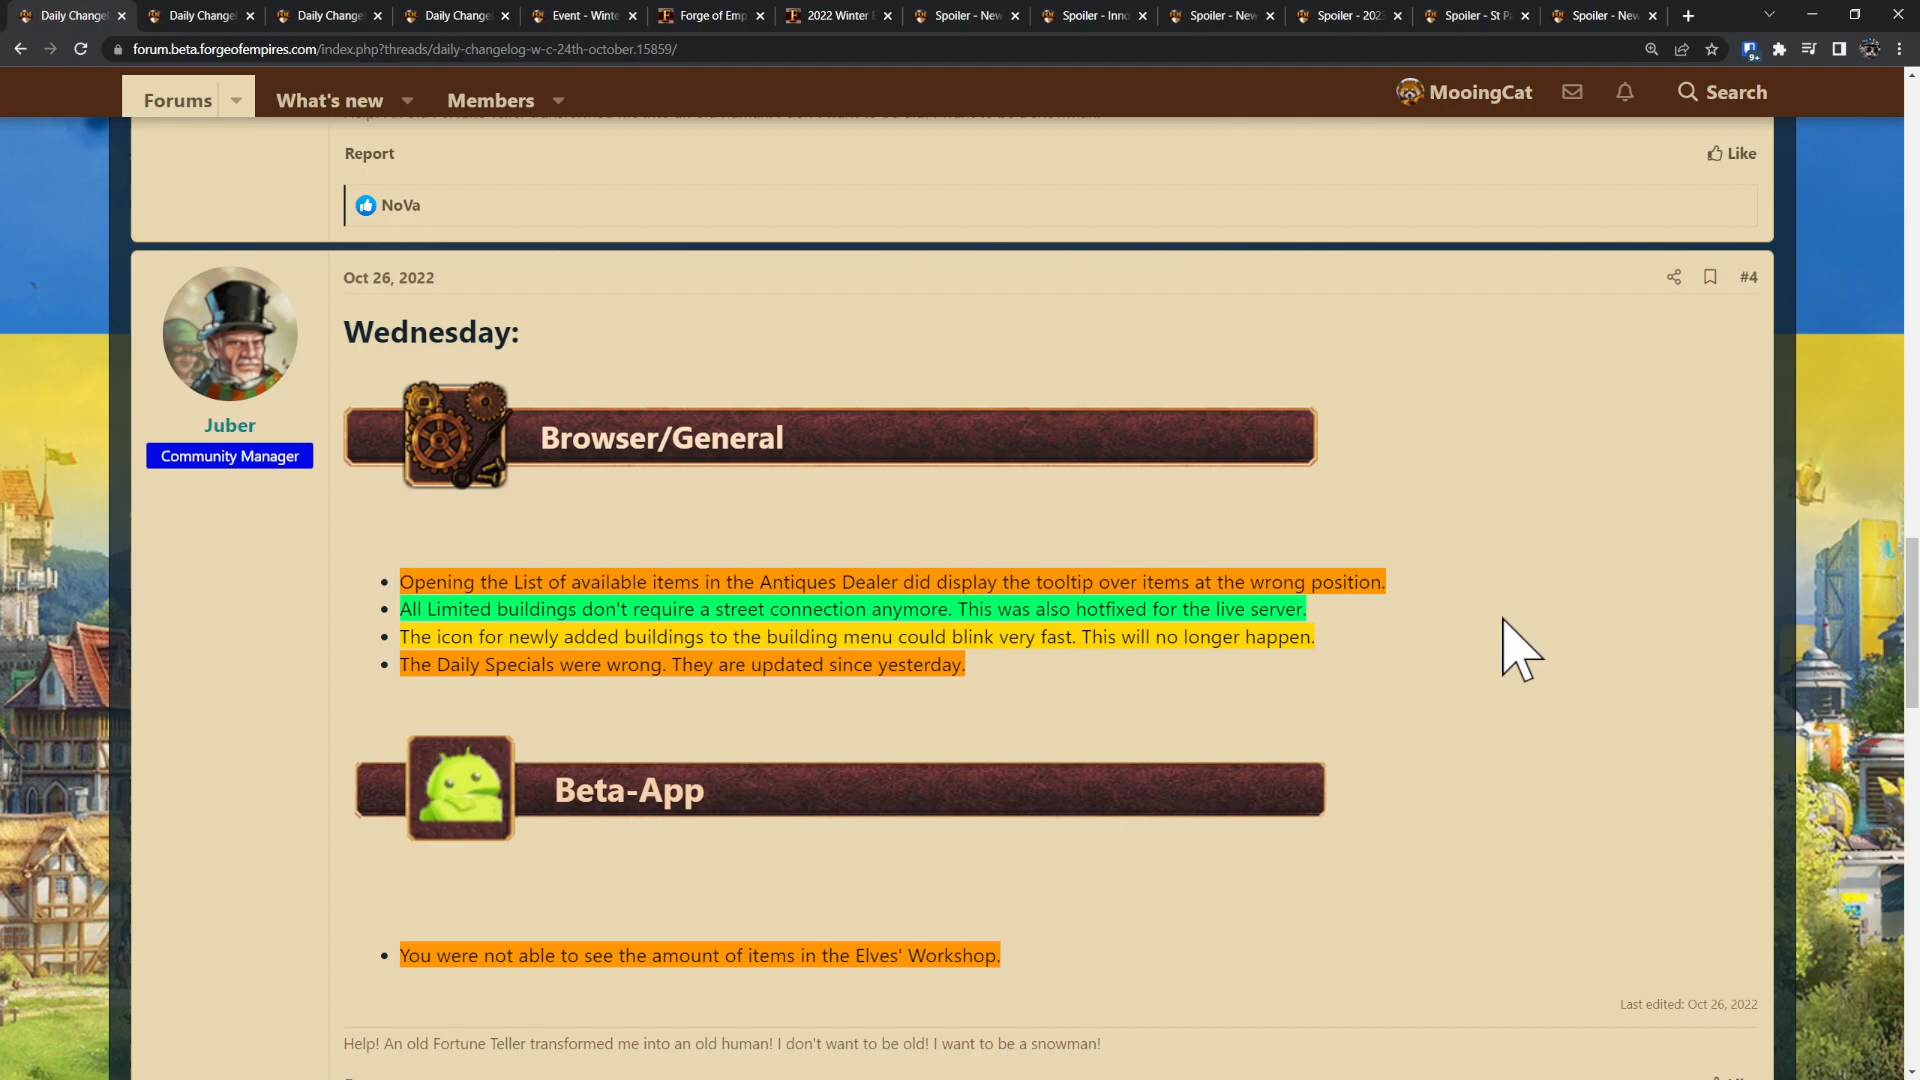 Daily Change
Daily Change
Daily Change
Daily Change
Event - Winte
Forge of Emp
2022 Winter
Spoiler - New
Spoiler - Inno
Spoiler - New
Spoiler - 202
Spoiler - St Pa
Spoiler - New
forum.beta.forgeofempires.com/index.php?threads/daily-changelog-w-c-24th-october.15859/
9+
Forums
What's new
Members
MooingCat
Search
Report
Like
NoVa
Oct 26, 2022
#4
Wednesday:
Juber
Community Manager
Browser/General
• Opening the List of available items in the Antiques Dealer did display the tooltip over items at the wrong position.
• All Limited buildings don't require a street connection anymore. This was also hotfixed for the live server.
• The icon for newly added buildings to the building menu could blink very fast. This will no longer happen.
• The Daily Specials were wrong. They are updated since yesterday.
Beta-App
• You were not able to see the amount of items in the Elves' Workshop.
Last edited: Oct 26, 2022
Help! An old Fortune Teller transformed me into an old human! I don't want to be old! I want to be a snowman!